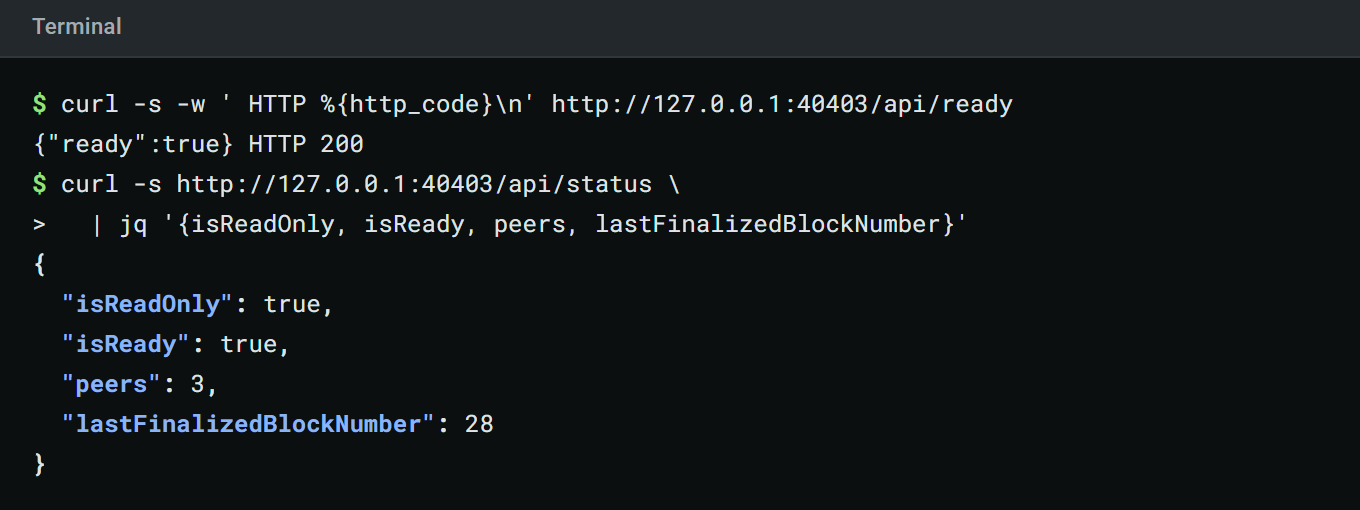 Terminal
$ curl -s -w ' HTTP %{http_code}\n' http://127.0.0.1:40403/api/ready
{"ready":true} HTTP 200
$ curl -s http://127.0.0.1:40403/api/status \
>   | jq '{isReadOnly, isReady, peers, lastFinalizedBlockNumber}'
{
  "isReadOnly": true,
  "isReady": true,
  "peers": 3,
  "lastFinalizedBlockNumber": 28
}